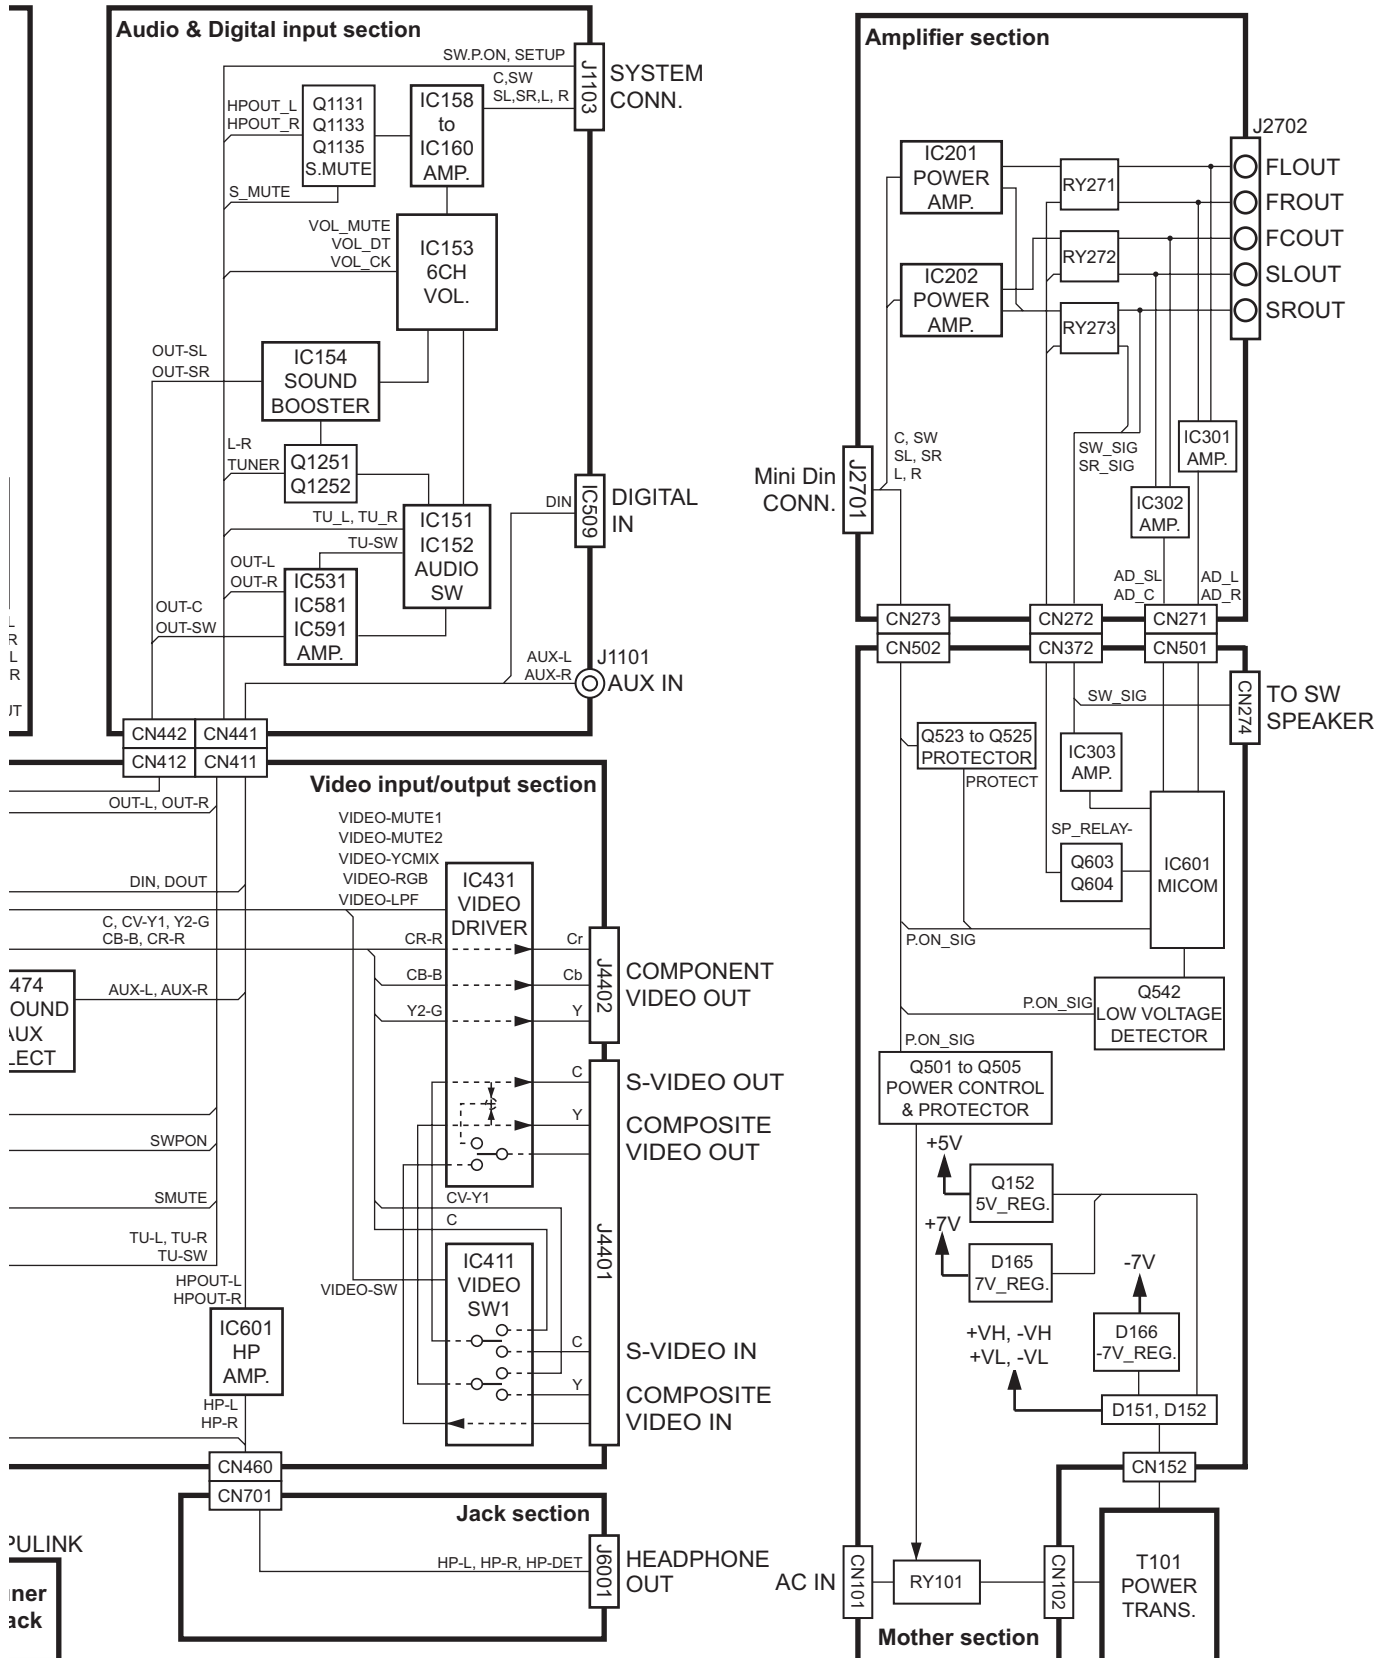 Audio & Digital input section
SW.P.ON, SETUP
J1103
SYSTEM
CONN.
C,SW
SL,SR,L, R
HPOUT_L
HPOUT_R
Q1131
Q1133
Q1135
S.MUTE
IC158
to
IC160
AMP.
S_MUTE
VOL_MUTE
VOL_DT
VOL_CK
IC153
6CH
VOL.
OUT-SL
OUT-SR
IC154
SOUND
BOOSTER
L-R
TUNER
Q1251
Q1252
TU_L, TU_R
TU-SW
IC151
IC152
AUDIO
SW
DIN
IC509
DIGITAL
IN
OUT-L
OUT-R
IC531
IC581
IC591
AMP.
OUT-C
OUT-SW
AUX-L
AUX-R
J1101
AUX IN
L
R
L
R
CN442
CN441
CN412
CN411
Video input/output section
OUT-L, OUT-R
VIDEO-MUTE1
VIDEO-MUTE2
VIDEO-YCMIX
VIDEO-RGB
VIDEO-LPF
DIN, DOUT
C, CV-Y1, Y2-G
CB-B, CR-R
IC431
VIDEO
DRIVER
CR-R
CB-B
Y2-G
Cr
Cb
Y
J4402
COMPONENT
VIDEO OUT
474
OUND
AUX
LECT
AUX-L, AUX-R
C
Y
S-VIDEO OUT
COMPOSITE
VIDEO OUT
SWPON
SMUTE
TU-L, TU-R
TU-SW
CV-Y1
C
J4401
IC411
VIDEO
SW1
VIDEO-SW
HPOUT-L
HPOUT-R
IC601
HP
AMP.
HP-L
HP-R
C
Y
S-VIDEO IN
COMPOSITE
VIDEO IN
CN460
CN701
Jack section
HP-L, HP-R, HP-DET
J6001
HEADPHONE
OUT
PULINK
ner
ack
Amplifier section
J2702
IC201
POWER
AMP.
RY271
FLOUT
FROUT
FCOUT
SLOUT
SROUT
IC202
POWER
AMP.
RY272
RY273
C, SW
SL, SR
L, R
Mini Din
CONN.
J2701
SW_SIG
SR_SIG
IC301
AMP.
IC302
AMP.
AD_SL
AD_C
AD_L
AD_R
CN273
CN272
CN271
CN502
CN372
CN501
SW_SIG
CN274
TO SW
SPEAKER
Q523 to Q525
PROTECTOR
PROTECT
IC303
AMP.
SP_RELAY-
Q603
Q604
IC601
MICOM
P.ON_SIG
P.ON_SIG
Q542
LOW VOLTAGE
DETECTOR
P.ON_SIG
Q501 to Q505
POWER CONTROL
& PROTECTOR
+5V
Q152
5V_REG.
+7V
D165
7V_REG.
-7V
D166
-7V_REG.
+VH, -VH
+VL, -VL
D151, D152
CN152
AC IN
CN101
RY101
CN102
T101
POWER
TRANS.
Mother section